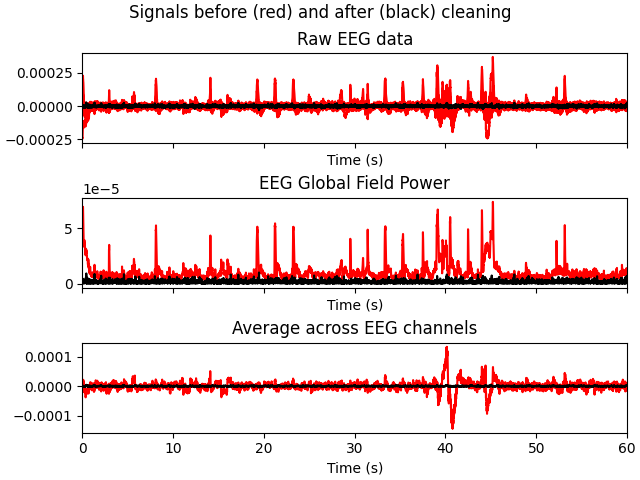 Signals before (red) and after (black) cleaning
Raw EEG data
0.00025
0.00000
−0.00025
Time (s)
EEG Global Field Power
1e−5
5
0
Time (s)
Average across EEG channels
0.0001
0.0000
−0.0001
0 10 20 30 40 50 60
Time (s)